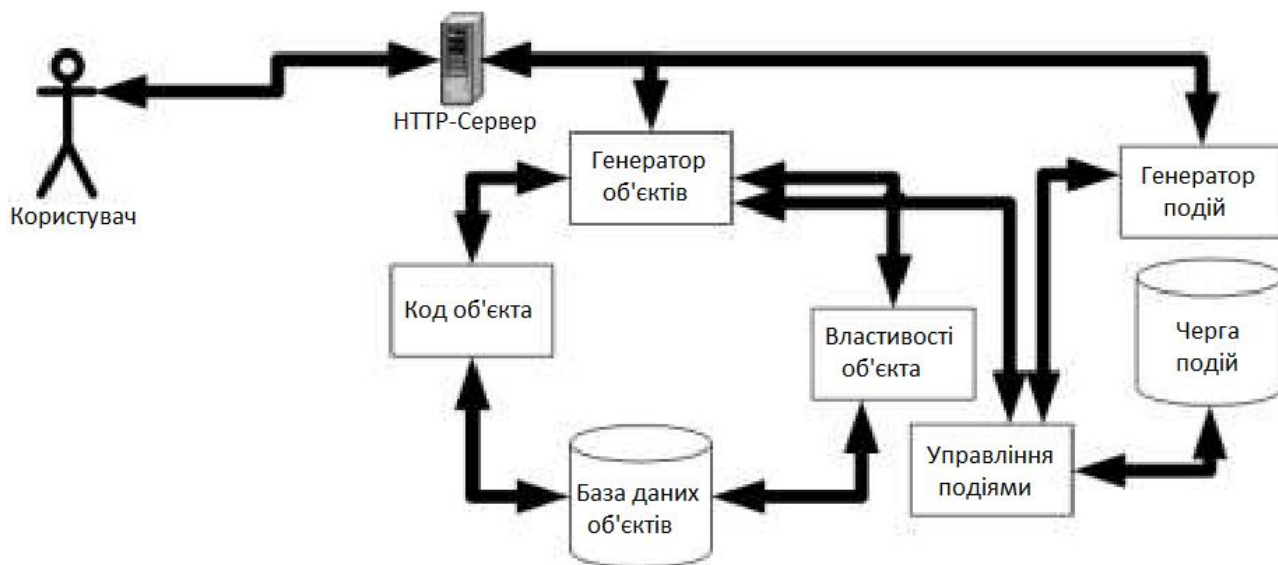 HTTP-Сервер
Користувач
Генератор
об'єктів
Генератор
подій
Код об'єкта
Властивості
об'єкта
Черга
подій
База даних
об'єктів
Управління
подіями